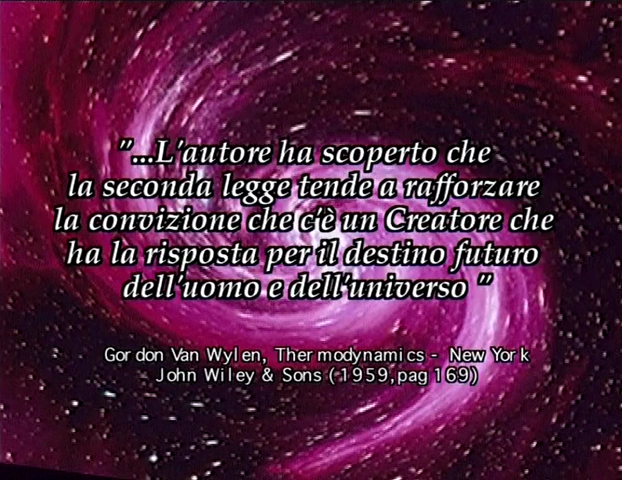 "...L'autore ha scoperto che
la seconda legge tende a rafforzare
la convizione che c'è un Creatore che
ha la risposta per il destino futuro
dell'uomo e dell'universo "
Gordon Van Wylen, Thermodynamics - New York
John Wiley & Sons (1959,pag 169)